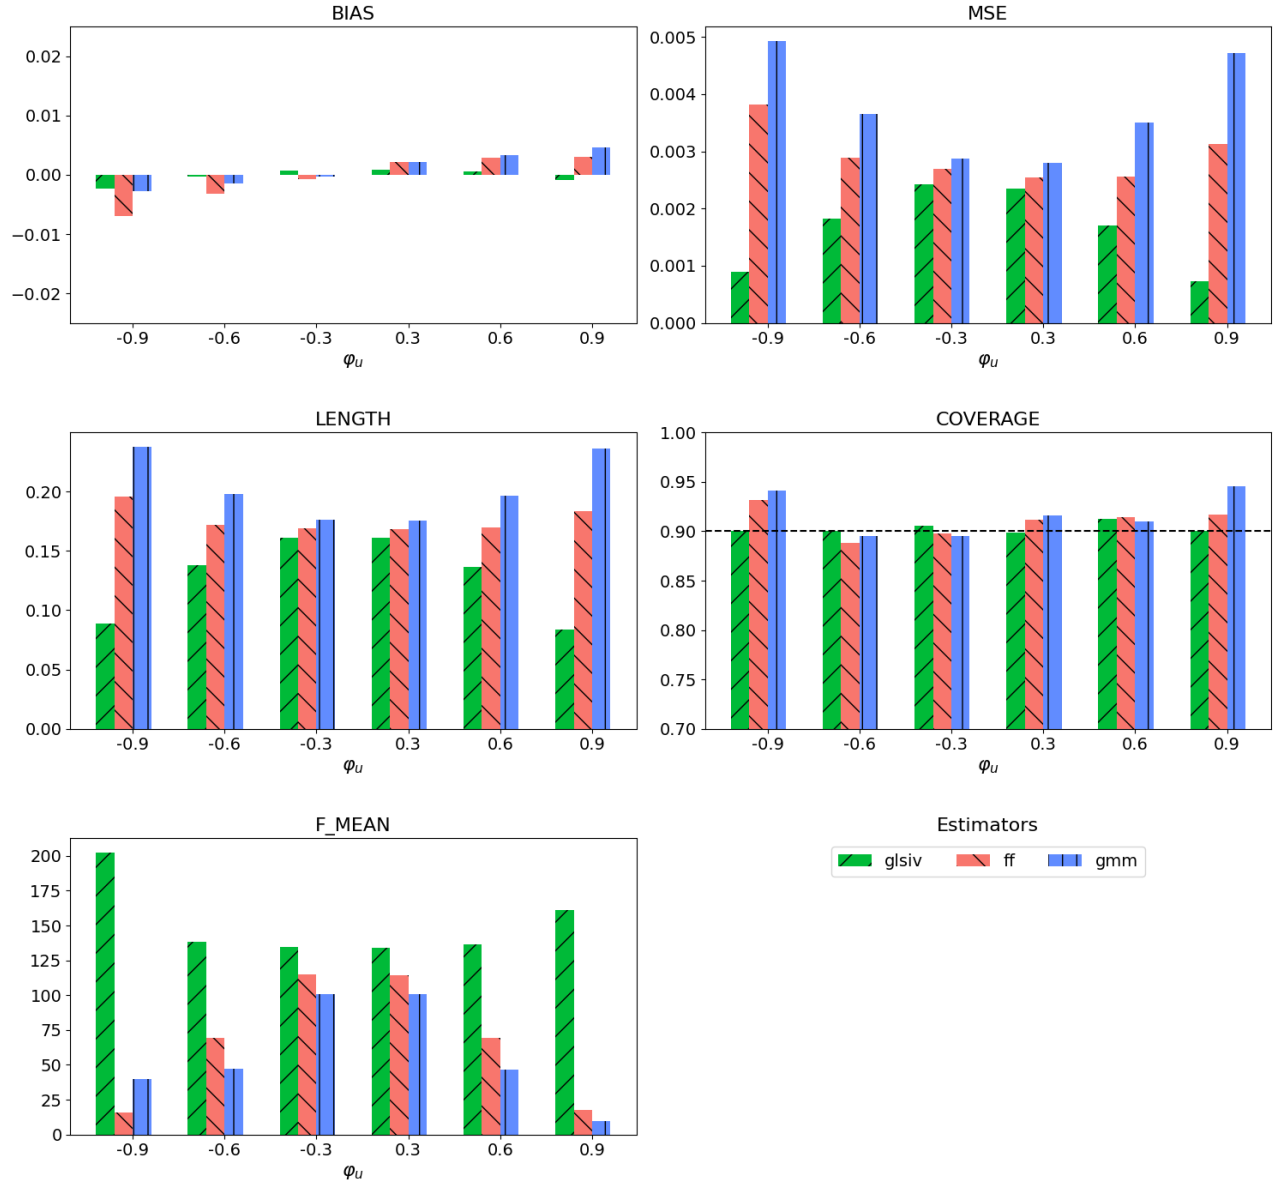 BIAS
0.02
0.01
0.00
−0.01
−0.02
-0.9 -0.6 -0.3 0.3 0.6 0.9
φu
MSE
0.005
0.004
0.003
0.002
0.001
0.000
-0.9 -0.6 -0.3 0.3 0.6 0.9
φu
LENGTH
0.20
0.15
0.10
0.05
0.00
-0.9 -0.6 -0.3 0.3 0.6 0.9
φu
COVERAGE
1.00
0.95
0.90
0.85
0.80
0.75
0.70
-0.9 -0.6 -0.3 0.3 0.6 0.9
φu
F_MEAN
200
175
150
125
100
75
50
25
0
-0.9 -0.6 -0.3 0.3 0.6 0.9
φu
Estimators
glsiv ff gmm